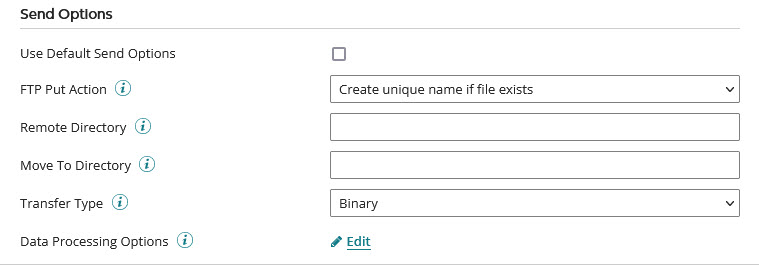 Send Options
Use Default Send Options
FTP Put Action i Create unique name if file exists
Remote Directory i
Move To Directory i
Transfer Type i Binary
Data Processing Options i Edit